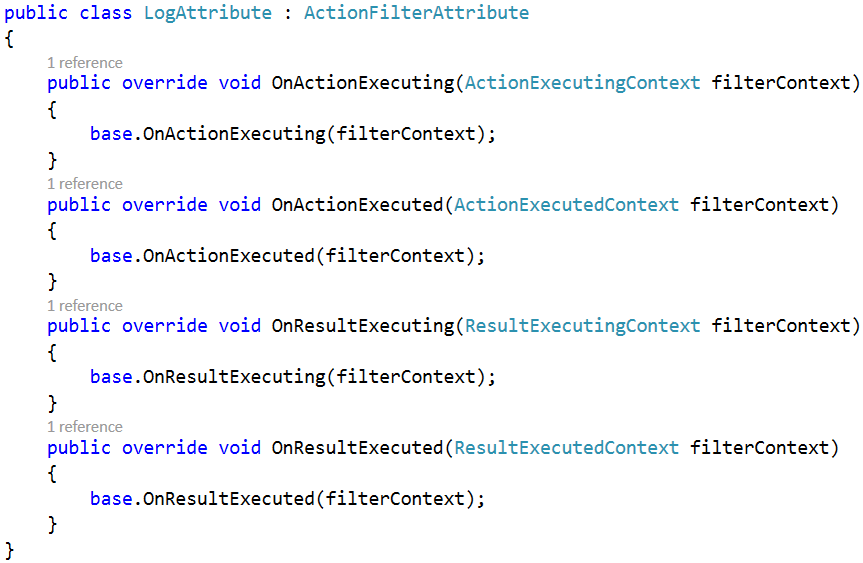 public class LogAttribute : ActionFilterAttribute
{
1 reference
public override void OnActionExecuting(ActionExecutingContext filterContext)
{
base.OnActionExecuting(filterContext);
}
1 reference
public override void OnActionExecuted(ActionExecutedContext filterContext)
{
base.OnActionExecuted(filterContext);
}
1 reference
public override void OnResultExecuting(ResultExecutingContext filterContext)
{
base.OnResultExecuting(filterContext);
}
1 reference
public override void OnResultExecuted(ResultExecutedContext filterContext)
{
base.OnResultExecuted(filterContext);
}
}